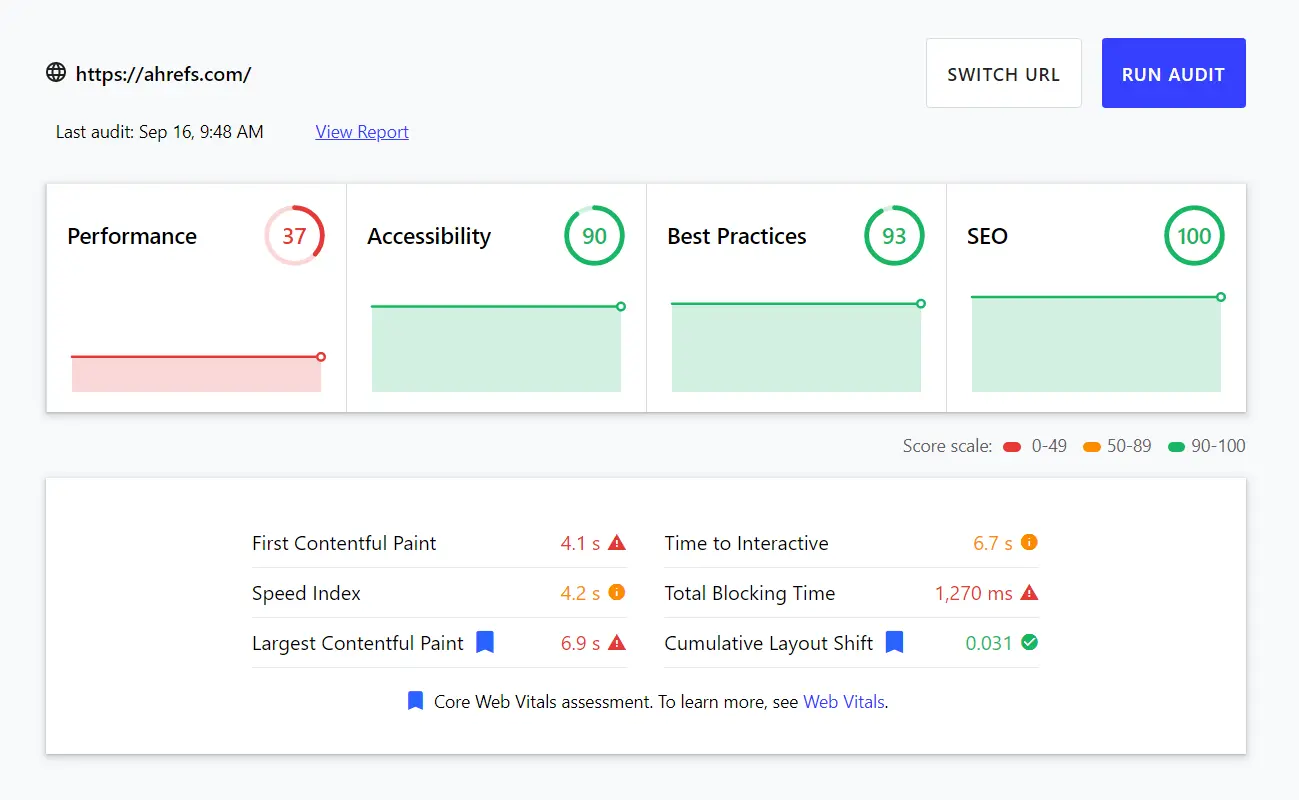 https://ahrefs.com/
SWITCH URL
RUN AUDIT
Last audit: Sep 16, 9:48 AM
View Report
Performance 37
Accessibility 90
Best Practices 93
SEO 100
Score scale: 0-49 50-89 90-100
First Contentful Paint 4.1 s
Time to Interactive 6.7 s
Speed Index 4.2 s
Total Blocking Time 1,270 ms
Largest Contentful Paint 6.9 s
Cumulative Layout Shift 0.031
Core Web Vitals assessment. To learn more, see Web Vitals.